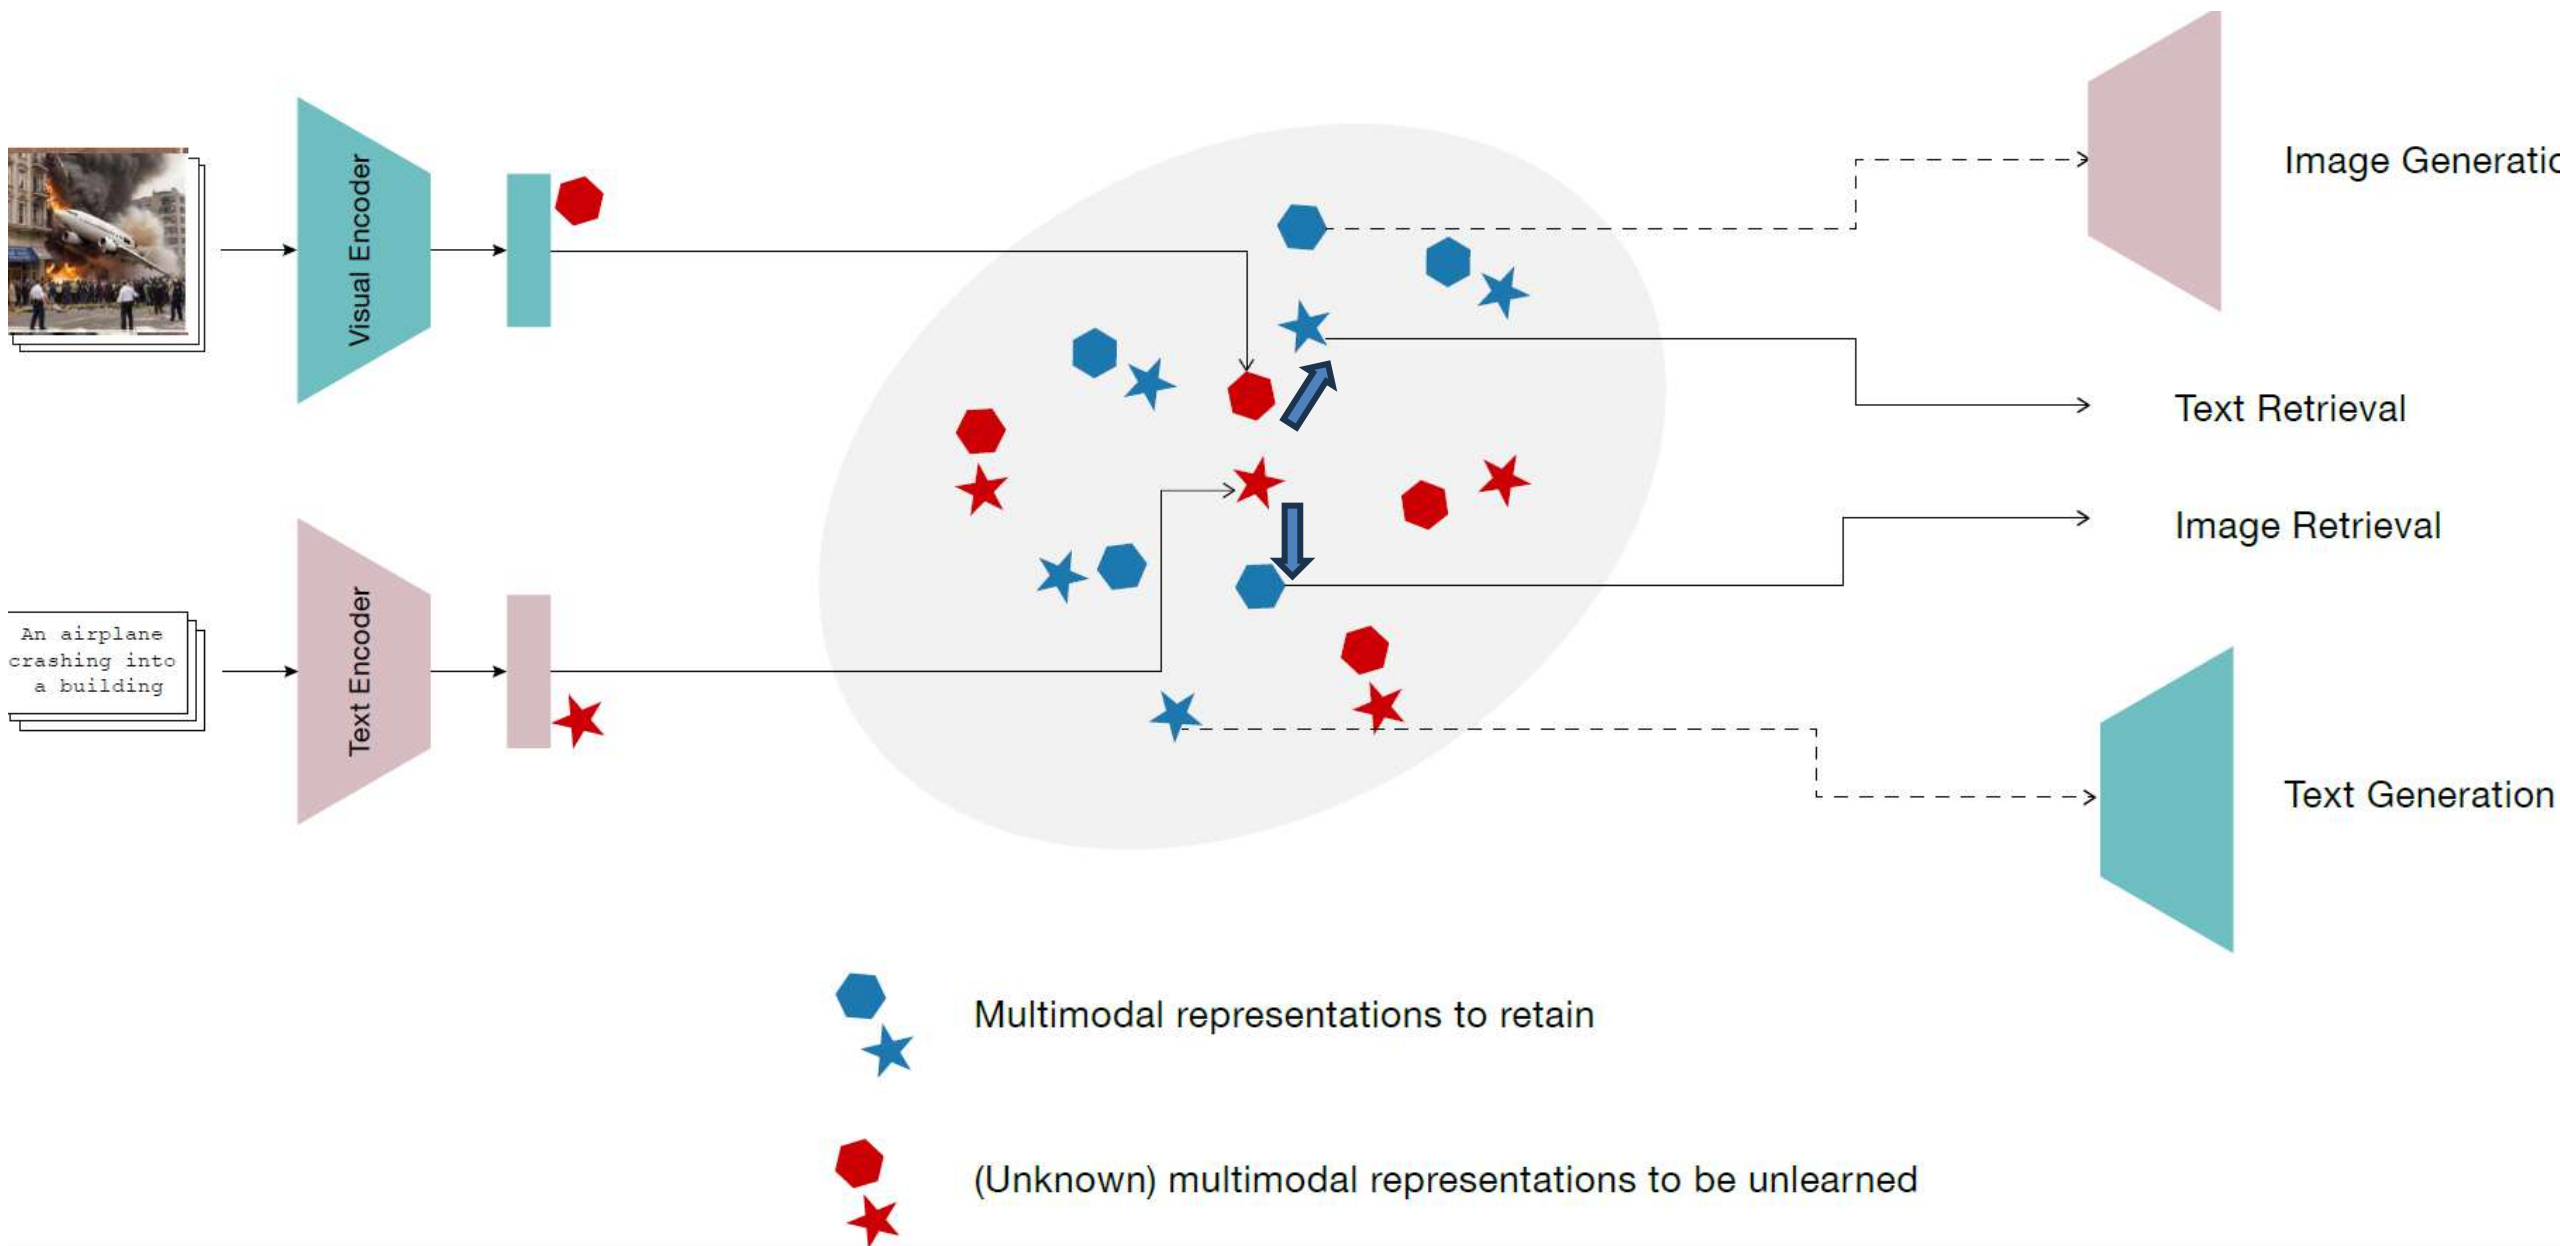 Visual Encoder
Image Generatio
Text Retrieval
Image Retrieval
An airplane
crashing into
a building
Text Encoder
Text Generation
Multimodal representations to retain
(Unknown) multimodal representations to be unlearned